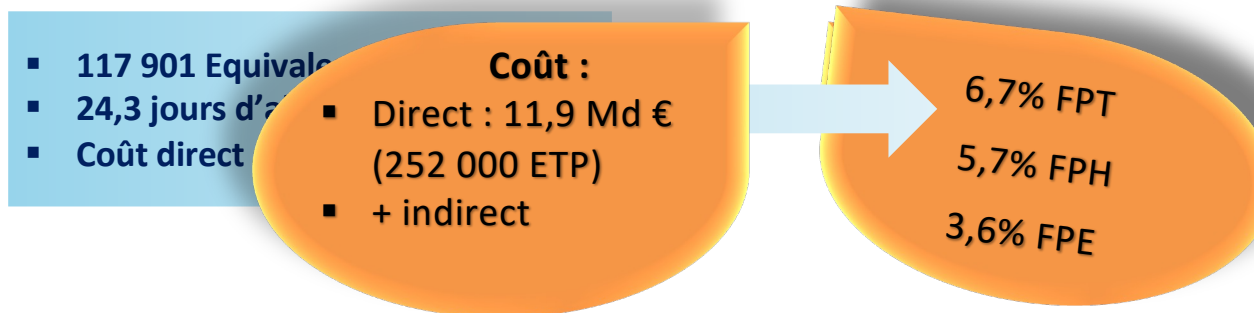 ▪ 117 901 Equivale
▪ 24,3 jours d’a
▪ Coût direct
Coût :
▪ Direct : 11,9 Md €
(252 000 ETP)
▪ + indirect
6,7% FPT
5,7% FPH
3,6% FPE